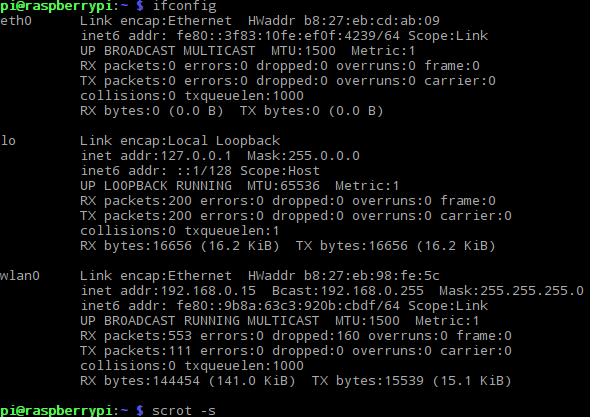 pi@raspberrypi:~ $ ifconfig
eth0      Link encap:Ethernet  HWaddr b8:27:eb:cd:ab:09
          inet6 addr: fe80::3f83:10fe:ef0f:4239/64 Scope:Link
          UP BROADCAST MULTICAST  MTU:1500  Metric:1
          RX packets:0 errors:0 dropped:0 overruns:0 frame:0
          TX packets:0 errors:0 dropped:0 overruns:0 carrier:0
          collisions:0 txqueuelen:1000
          RX bytes:0 (0.0 B)  TX bytes:0 (0.0 B)

lo        Link encap:Local Loopback
          inet addr:127.0.0.1  Mask:255.0.0.0
          inet6 addr: ::1/128 Scope:Host
          UP LOOPBACK RUNNING  MTU:65536  Metric:1
          RX packets:200 errors:0 dropped:0 overruns:0 frame:0
          TX packets:200 errors:0 dropped:0 overruns:0 carrier:0
          collisions:0 txqueuelen:1
          RX bytes:16656 (16.2 KiB)  TX bytes:16656 (16.2 KiB)

wlan0     Link encap:Ethernet  HWaddr b8:27:eb:98:fe:5c
          inet addr:192.168.0.15  Bcast:192.168.0.255  Mask:255.255.255.0
          inet6 addr: fe80::9b8a:63c3:920b:cbdf/64 Scope:Link
          UP BROADCAST RUNNING MULTICAST  MTU:1500  Metric:1
          RX packets:553 errors:0 dropped:160 overruns:0 frame:0
          TX packets:111 errors:0 dropped:0 overruns:0 carrier:0
          collisions:0 txqueuelen:1000
          RX bytes:144454 (141.0 KiB)  TX bytes:15539 (15.1 KiB)

pi@raspberrypi:~ $ scrot -s